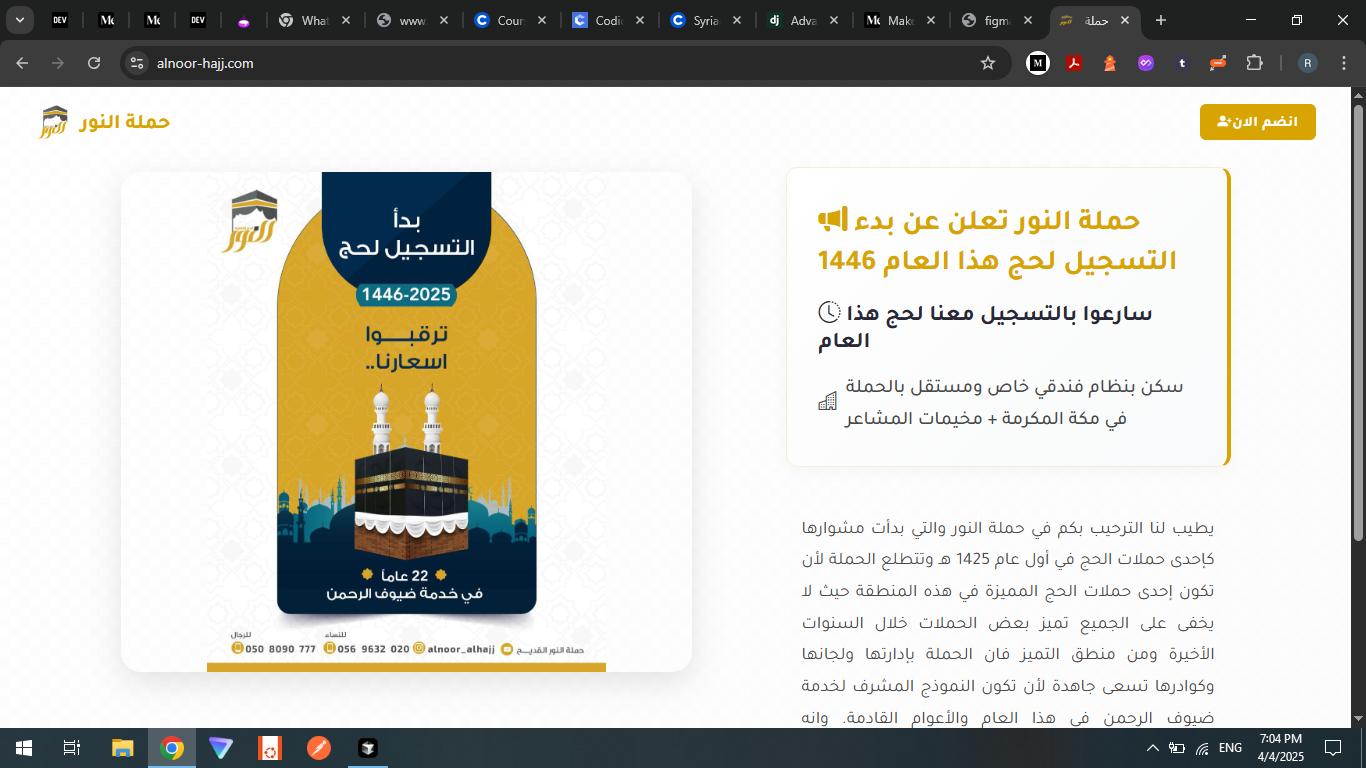 DEV
DEV
What
www.
Cour
Codi
Syria
dj
Adva
Make
figm
حملة
alnoor-hajj.com
M
t
R
حملة النور
انضم الان
النور
بدأ
التسجيل لحج
1446-2025
ترقبـــوا
اسعارنا..
22 عاماً
في خدمة ضيوف الرحمن
للرجال
للنساء
050 8090 777
056 9632 020
alnoor_alhajj
حملة النور القديـــح
حملة النور تعلن عن بدء
التسجيل لحج هذا العام 1446
سارعوا بالتسجيل معنا لحج هذا
العام
سكن بنظام فندقي خاص ومستقل بالحملة
في مكة المكرمة + مخيمات المشاعر
يطيب لنا الترحيب بكم في حملة النور والتي بدأت مشوارها
كإحدى حملات الحج في أول عام 1425 هـ وتتطلع الحملة لأن
تكون إحدى حملات الحج المميزة في هذه المنطقة حيث لا
يخفى على الجميع تميز بعض الحملات خلال السنوات
الأخيرة ومن منطق التميز فان الحملة بإدارتها ولجانها
وكوادرها تسعى جاهدة لأن تكون النموذج المشرف لخدمة
ضيوف الرحمن في هذا العام والأعوام القادمة. وانه
ENG
7:04 PM
4/4/2025